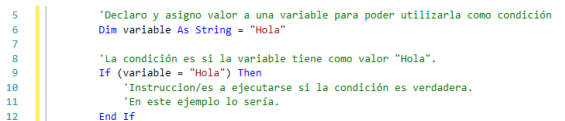 5 'Declaro y asigno valor a una variable para poder utilizarla como condición
6 Dim variable As String = "Hola"
7
8 'La condición es si la variable tiene como valor "Hola".
9 If (variable = "Hola") Then
10 'Instruccion/es a ejecutarse si la condición es verdadera.
11 'En este ejemplo lo sería.
12 End If